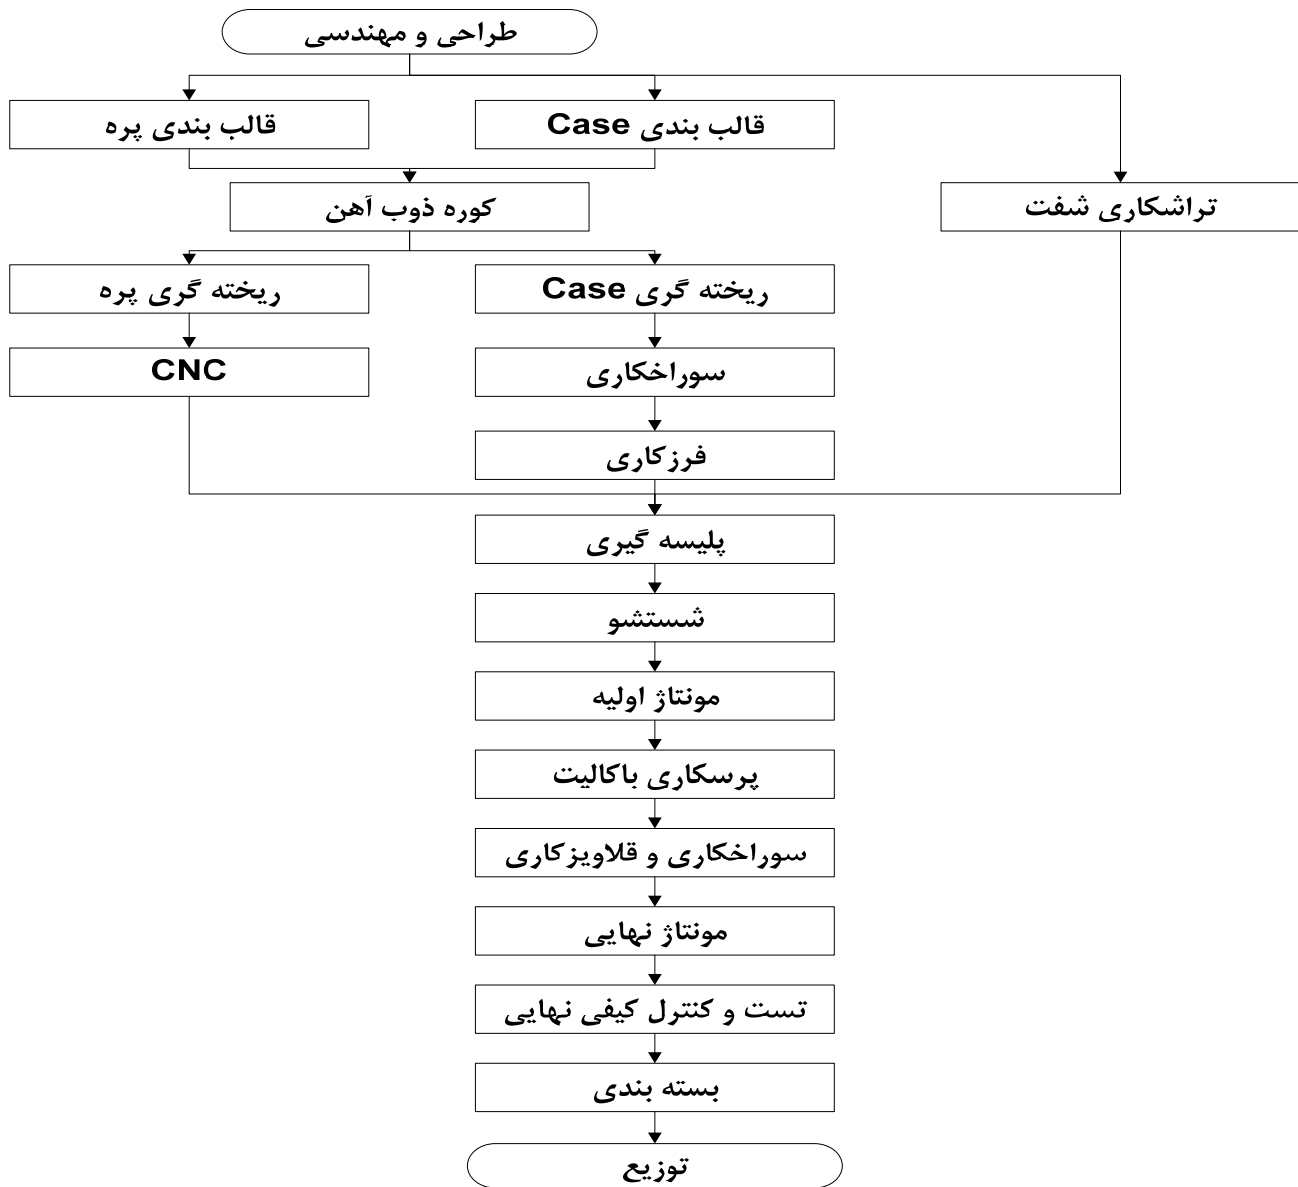 طراحی و مهندسی
قالب بندی Case
قالب بندی پره
تراشکاری شفت
کوره ذوب آهن
ریخته گری Case
ریخته گری پره
سوراخکاری
CNC
فرزکاری
پلیسه گیری
شستشو
مونتاژ اولیه
پرسکاری باکالیت
سوراخکاری و قلاویزکاری
مونتاژ نهایی
تست و کنترل کیفی نهایی
بسته بندی
توزیع